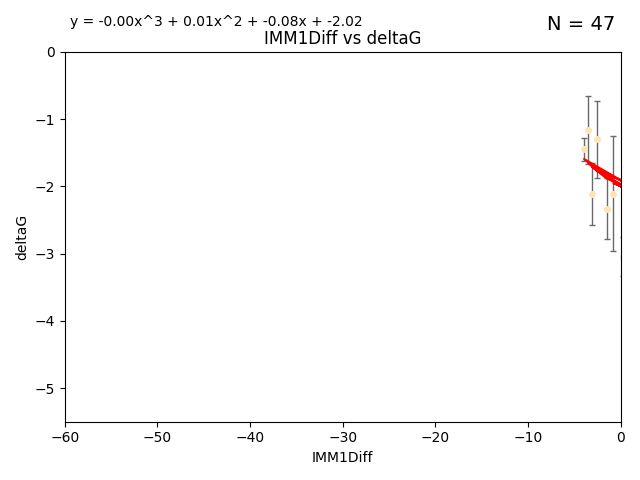 y = -0.00x^3 + 0.01x^2 + -0.08x + -2.02
N = 47
IMM1Diff vs deltaG
0
−1
−2
−3
−4
−5
deltaG
−60 −50 −40 −30 −20 −10 0
IMM1Diff